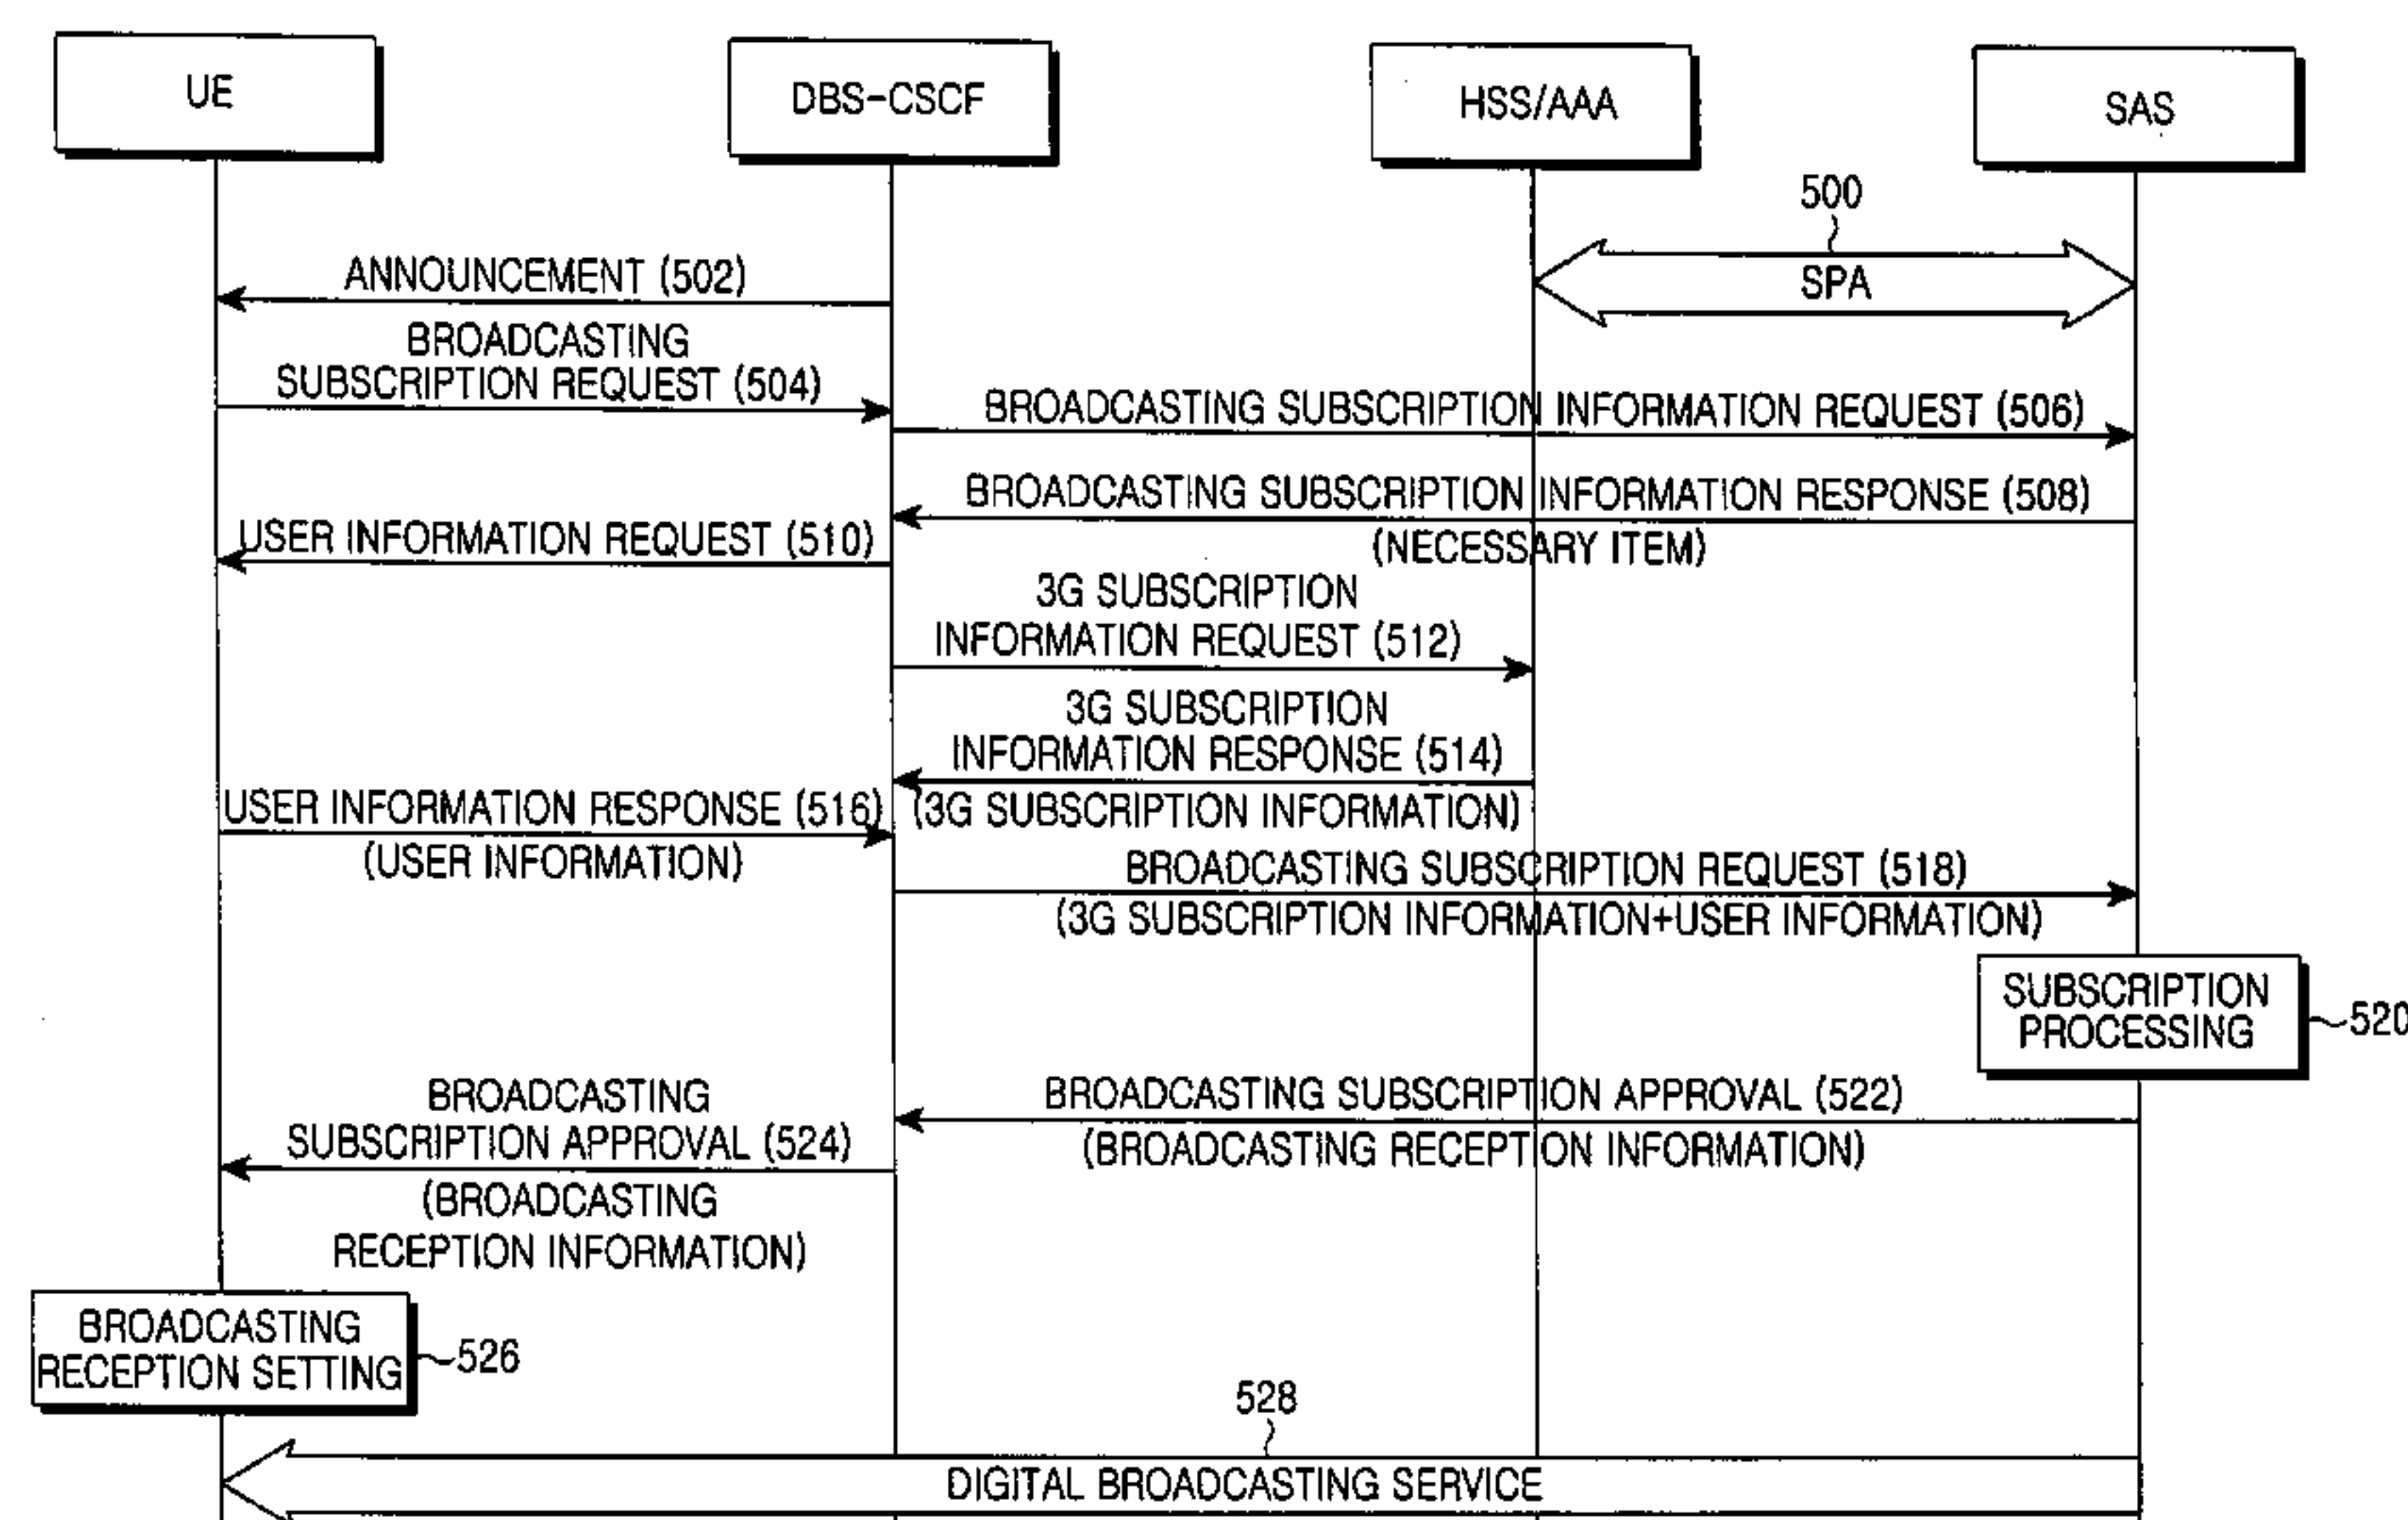 UE
DBS-CSCF
HSS/AAA
SAS
500
SPA
ANNOUNCEMENT (502)
BROADCASTING
SUBSCRIPTION REQUEST (504)
BROADCASTING SUBSCRIPTION INFORMATION REQUEST (506)
BROADCASTING SUBSCRIPTION INFORMATION RESPONSE (508)
(NECESSARY ITEM)
USER INFORMATION REQUEST (510)
3G SUBSCRIPTION
INFORMATION REQUEST (512)
3G SUBSCRIPTION
INFORMATION RESPONSE (514)
(3G SUBSCRIPTION INFORMATION)
USER INFORMATION RESPONSE (516)
(USER INFORMATION)
BROADCASTING SUBSCRIPTION REQUEST (518)
(3G SUBSCRIPTION INFORMATION+USER INFORMATION)
SUBSCRIPTION
PROCESSING
520
BROADCASTING SUBSCRIPTION APPROVAL (522)
(BROADCASTING RECEPTION INFORMATION)
BROADCASTING
SUBSCRIPTION APPROVAL (524)
(BROADCASTING
RECEPTION INFORMATION)
BROADCASTING
RECEPTION SETTING
526
528
DIGITAL BROADCASTING SERVICE